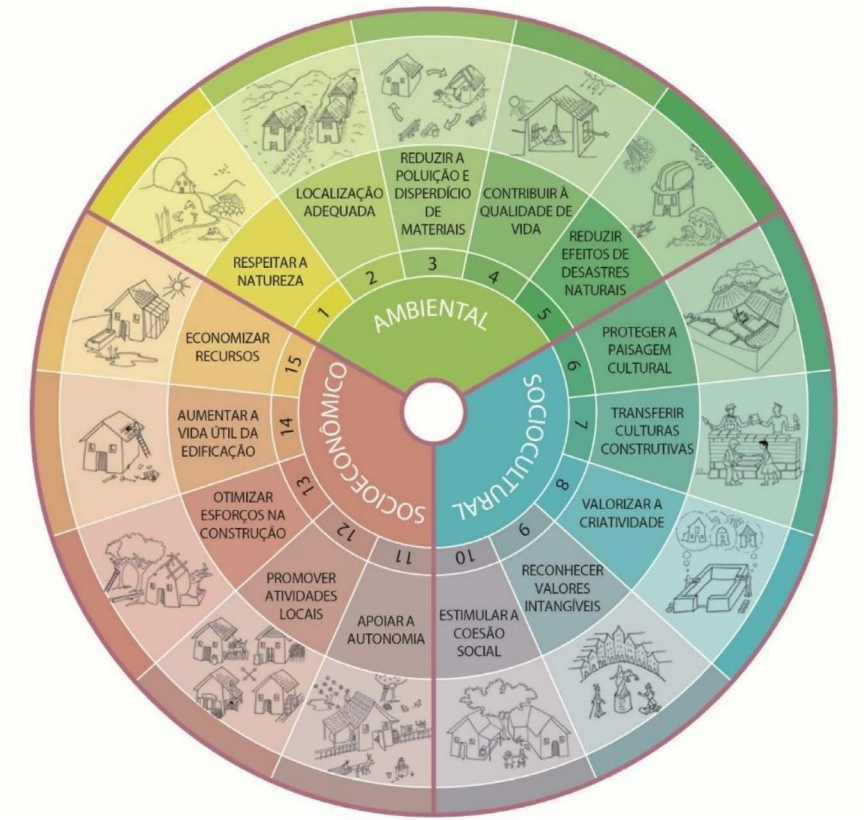 AMBIENTAL
1
RESPEITAR A
NATUREZA
2
LOCALIZAÇÃO
ADEQUADA
3
REDUZIR A
POLUIÇÃO E
DISPERDÍCIO
DE
MATERIAIS
4
CONTRIBUIR À
QUALIDADE DE
VIDA
5
REDUZIR
EFEITOS DE
DESASTRES
NATURAIS
SOCIOCULTURAL
6
PROTEGER A
PAISAGEM
CULTURAL
7
TRANSFERIR
CULTURAS
CONSTRUTIVAS
8
VALORIZAR A
CRIATIVIDADE
9
RECONHECER
VALORES
INTANGÍVEIS
10
ESTIMULAR A
COESÃO
SOCIAL
SOCIOECONÔMICO
11
APOIAR A
AUTONOMIA
12
PROMOVER
ATIVIDADES
LOCAIS
13
OTIMIZAR
ESFORÇOS NA
CONSTRUÇÃO
14
AUMENTAR A
VIDA ÚTIL DA
EDIFICAÇÃO
15
ECONOMIZAR
RECURSOS